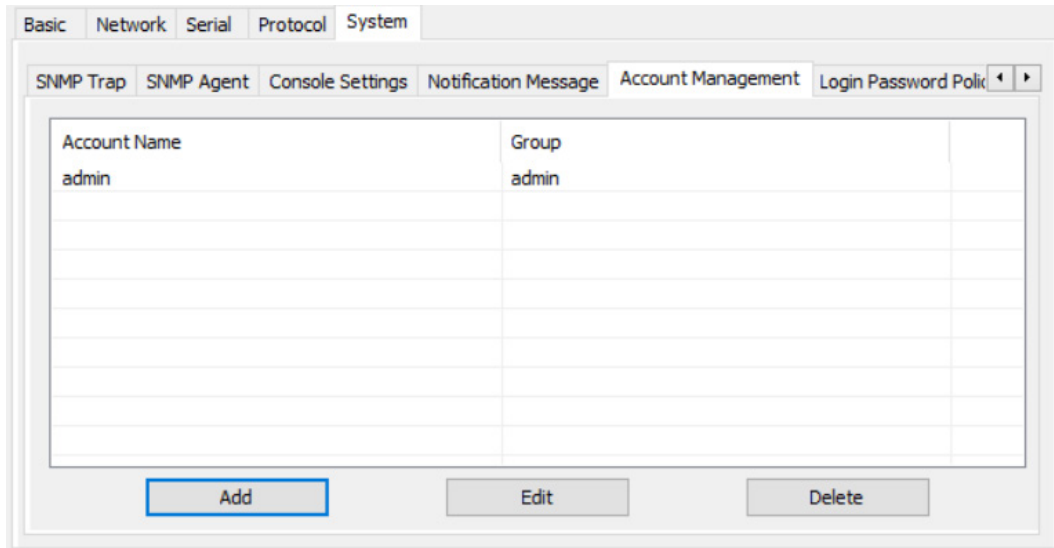 Basic Network Serial Protocol System
SNMP Trap SNMP Agent Console Settings Notification Message Account Management Login Password Polic
Account Name Group
admin admin
Add Edit Delete